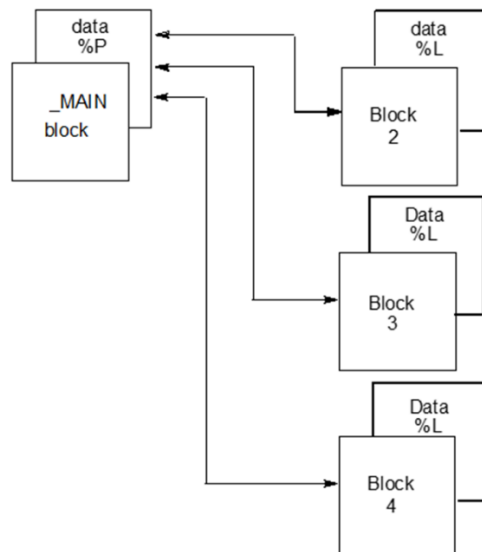 data
%P
_MAIN
block
data
%L
Block
2
Data
%L
Block
3
Data
%L
Block
4